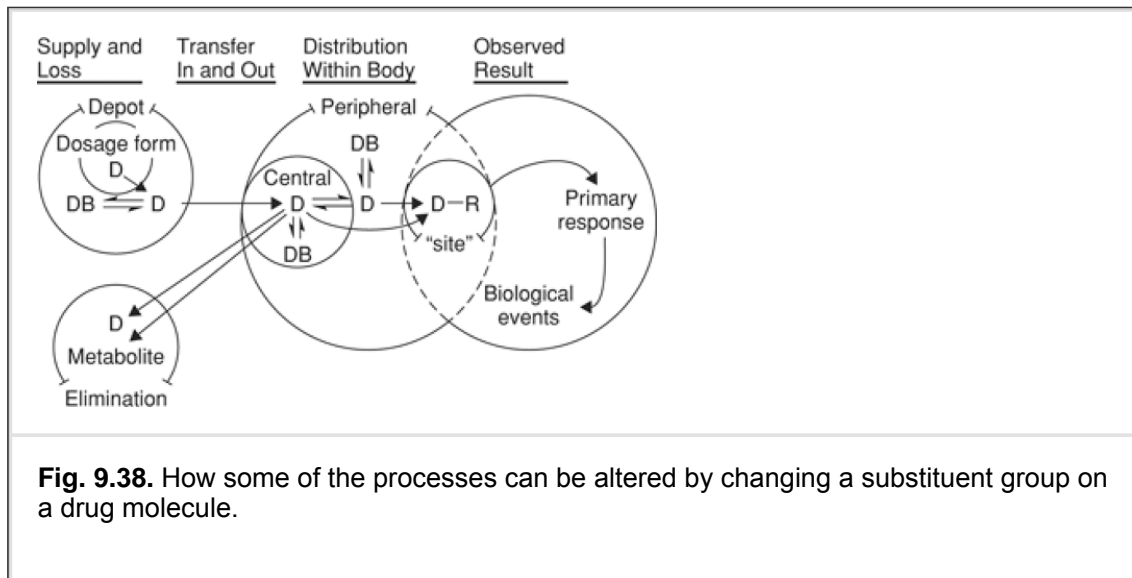 Supply and
Loss
Transfer
In and Out
Distribution
Within Body
Observed
Result
Depot
Dosage form
D
DB
D
Central
D
DB
Peripheral
DB
D
D–R
“site”
Primary
response
Biological
events
D
Metabolite
Elimination
Fig. 9.38. How some of the processes can be altered by changing a substituent group on
a drug molecule.